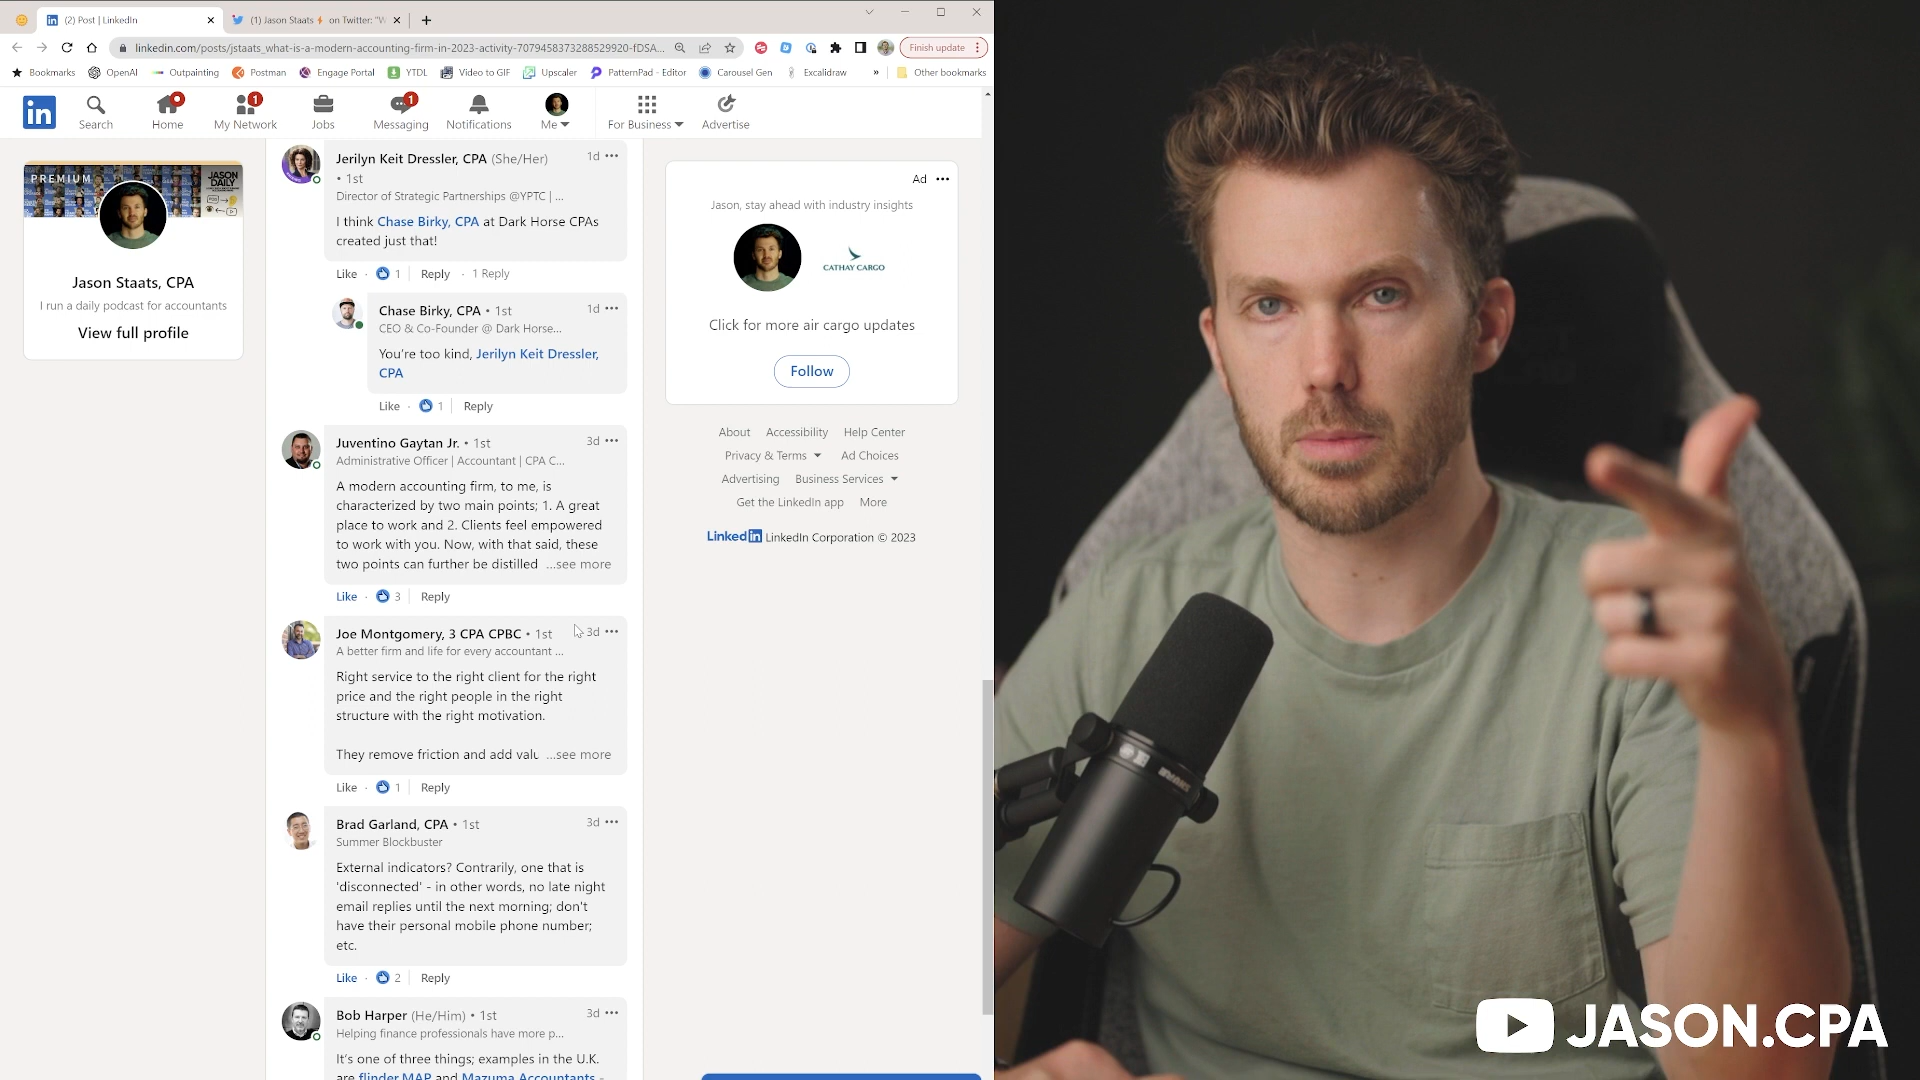 (2) Post | LinkedIn
(1) Jason Staats⚡ on Twitter: "W
linkedin.com/posts/jstaats_what-is-a-modern-accounting-firm-in-2023-activity-7079458373288529920-fDSA...
Finish update
Bookmarks
OpenAI
Outpainting
Postman
Engage Portal
YTDL
Video to GIF
Upscaler
PatternPad - Editor
Carousel Gen
Excalidraw
»
Other bookmarks
in
Search
Home
1
My Network
Jobs
1
Messaging
Notifications
Me
For Business
Advertise
PREMIUM
JASON
DAILY
Jason Staats, CPA
I run a daily podcast for accountants
View full profile
Jerilyn Keit Dressler, CPA (She/Her)
• 1st
1d
Director of Strategic Partnerships @YPTC | ...
I think Chase Birky, CPA at Dark Horse CPAs
created just that!
Like · 1 Reply · 1 Reply
Chase Birky, CPA • 1st
1d
CEO & Co-Founder @ Dark Horse...
You're too kind, Jerilyn Keit Dressler,
CPA
Like · 1 Reply
Juventino Gaytan Jr. • 1st
3d
Administrative Officer | Accountant | CPA C...
A modern accounting firm, to me, is
characterized by two main points; 1. A great
place to work and 2. Clients feel empowered
to work with you. Now, with that said, these
two points can further be distilled ...see more
Like · 3 Reply
Joe Montgomery, 3 CPA CPBC • 1st
3d
A better firm and life for every accountant ...
Right service to the right client for the right
price and the right people in the right
structure with the right motivation.
They remove friction and add valu ...see more
Like · 1 Reply
Brad Garland, CPA • 1st
3d
Summer Blockbuster
External indicators? Contrarily, one that is
'disconnected' - in other words, no late night
email replies until the next morning; don't
have their personal mobile phone number;
etc.
Like · 2 Reply
Bob Harper (He/Him) • 1st
3d
Helping finance professionals have more p...
It's one of three things; examples in the U.K.
are flinder MAP and Mazuma Accountants -
Ad
Jason, stay ahead with industry insights
CATHAY CARGO
Click for more air cargo updates
Follow
About Accessibility Help Center
Privacy & Terms Ad Choices
Advertising Business Services
Get the LinkedIn app More
LinkedIn LinkedIn Corporation © 2023
SHURE
JASON.CPA